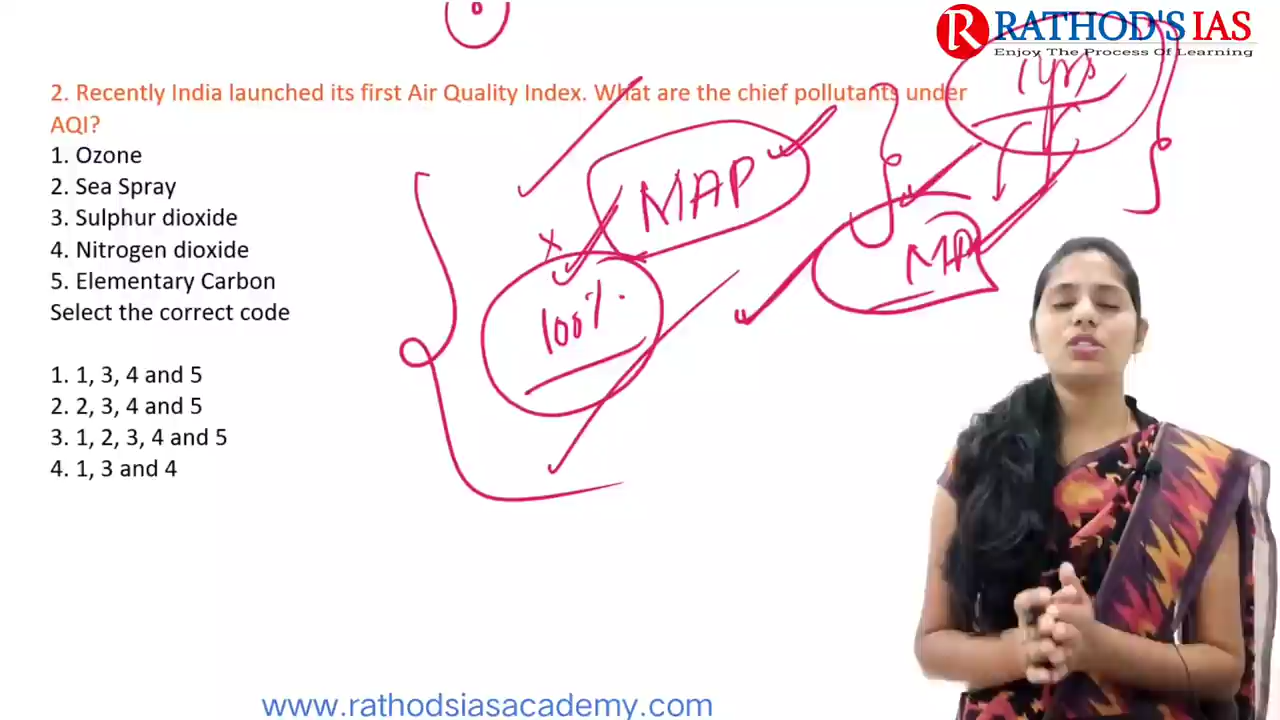 RATHOD'S IAS
Enjoy The Process Of Learning
2. Recently India launched its first Air Quality Index. What are the chief pollutants under
AQI?
1. Ozone
2. Sea Spray
3. Sulphur dioxide
4. Nitrogen dioxide
5. Elementary Carbon
Select the correct code
1. 1, 3, 4 and 5
2. 2, 3, 4 and 5
3. 1, 2, 3, 4 and 5
4. 1, 3 and 4
MAP
100%
www.rathodsiasacademy.com